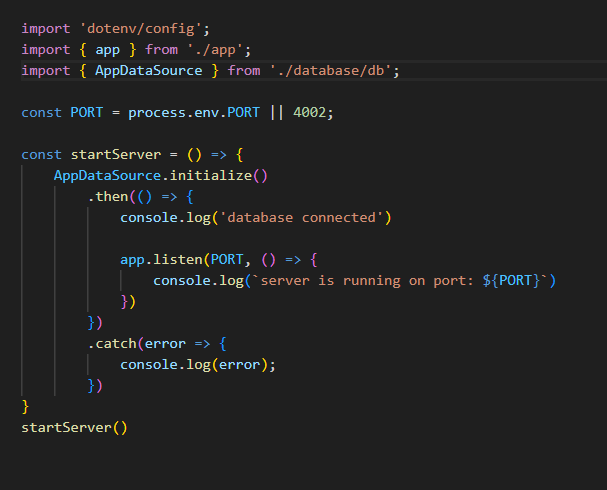 import 'dotenv/config';
import { app } from './app';
import { AppDataSource } from './database/db';

const PORT = process.env.PORT || 4002;

const startServer = () => {
    AppDataSource.initialize()
        .then(() => {
            console.log('database connected')

            app.listen(PORT, () => {
                console.log(`server is running on port: ${PORT}`)
            })
        })
        .catch(error => {
            console.log(error);
        })
}
startServer()